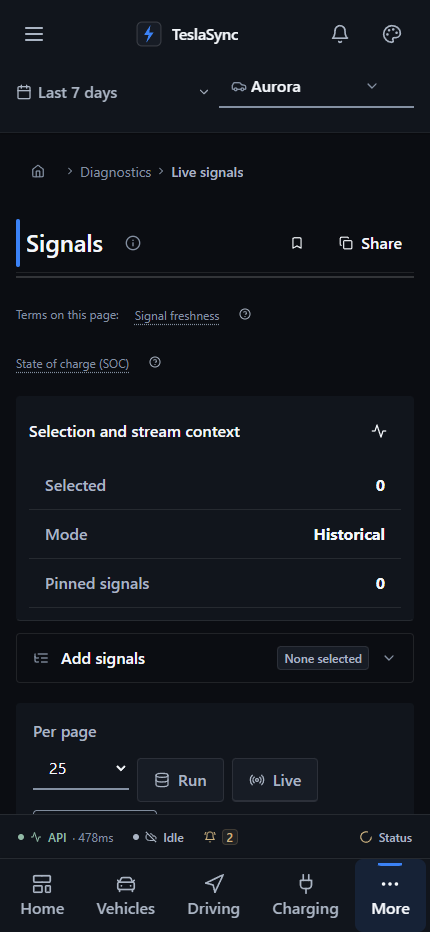 TeslaSync
Last 7 days
Aurora
Diagnostics > Live signals
Signals
Share
Terms on this page: Signal freshness
State of charge (SOC)
Selection and stream context
Selected 0
Mode Historical
Pinned signals 0
Add signals None selected
Per page
25 Run Live
API · 478ms Idle 2 Status
Home Vehicles Driving Charging More